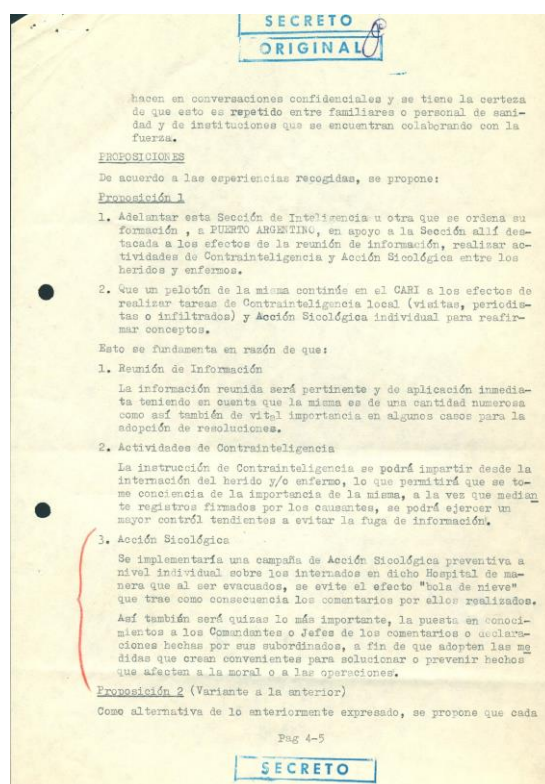 SECRETO
ORIGINAL
hacen en conversaciones confidenciales y se tiene la certeza
de que esto es repetido entre familiares o personal de sani-
dad y de instituciones que se encuentran colaborando con la
fuerza.
PROPOSICIONES
De acuerdo a las esperiencias recogidas, se propone:
Proposición 1
1. Adelantar esta Sección de Inteligencia u otra que se ordena su
formación , a PUERTO ARGENTINO, en apoyo a la Sección allí des-
tacada a los efectos de la reunión de información, realizar ac-
tividades de Contrainteligencia y Acción Sicológica entre los
heridos y enfermos.
2. Que un pelotón de la misma continúe en el CARI a los efectos de
realizar tareas de Contrainteligencia local (visitas, periodis-
tas o infiltrados) y Acción Sicológica individual para reafir-
mar conceptos.
Esto se fundamenta en razón de que:
1. Reunión de Información
La información reunida será pertinente y de aplicación inmedia-
ta teniendo en cuenta que la misma es de una cantidad numerosa
como así también de vital importancia en algunos casos para la
adopción de resoluciones.
2. Actividades de Contrainteligencia
La instrucción de Contrainteligencia se podrá impartir desde la
internación del herido y/o enfermo, lo que permitirá que se to-
me conciencia de la importancia de la misma, a la vez que median
te registros firmados por los causantes, se podrá ejercer un
mayor contról tendientes a evitar la fuga de información.
3. Acción Sicológica
Se implementaría una campaña de Acción Sicológica preventiva a
nivel individual sobre los internados en dicho Hospital de ma-
nera que al ser evacuados, se evite el efecto "bola de nieve"
que trae como consecuencia los comentarios por ellos realizados.
Así también será quizas lo más importante, la puesta en conoci-
mientos a los Comandantes o Jefes de los comentarios o declara-
ciones hechas por sus subordinados, a fin de que adopten las me
didas que crean convenientes para solucionar o prevenir hechos
que afecten a la moral o a las operaciones.
Proposición 2 (Variante a la anterior)
Como alternativa de lo anteriormente expresado, se propone que cada
Pag 4-5
SECRETO